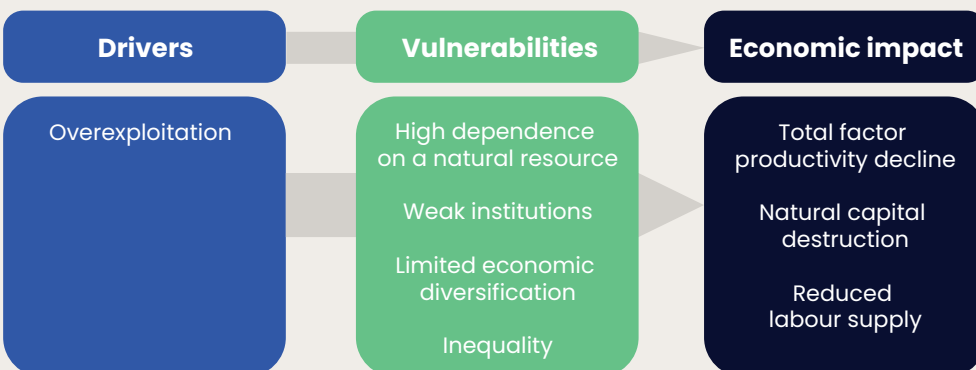 Drivers
Vulnerabilities
Economic impact
Overexploitation
High dependence
on a natural resource
Weak institutions
Limited economic
diversification
Inequality
Total factor
productivity decline
Natural capital
destruction
Reduced
labour supply